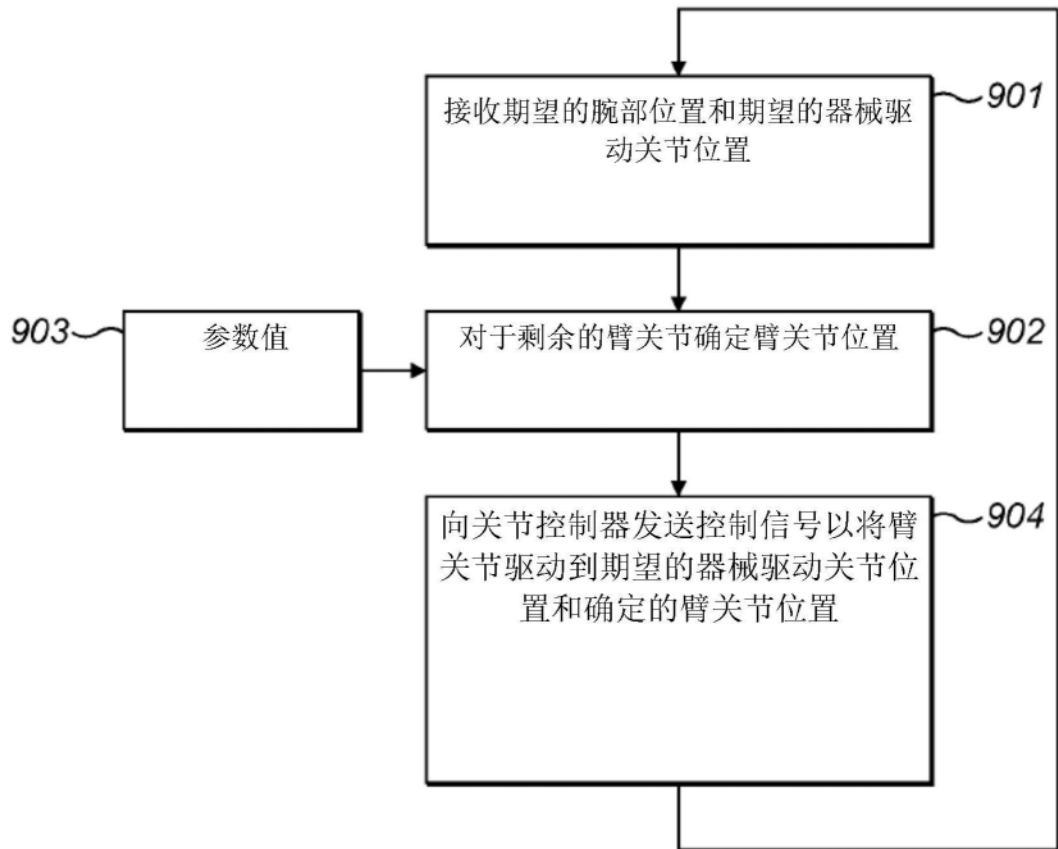 901
接收期望的腕部位置和期望的器械驱
动关节位置
903
参数值
对于剩余的臂关节确定臂关节位置
902
向关节控制器发送控制信号以将臂
关节驱动到期望的器械驱动关节位
置和确定的臂关节位置
904